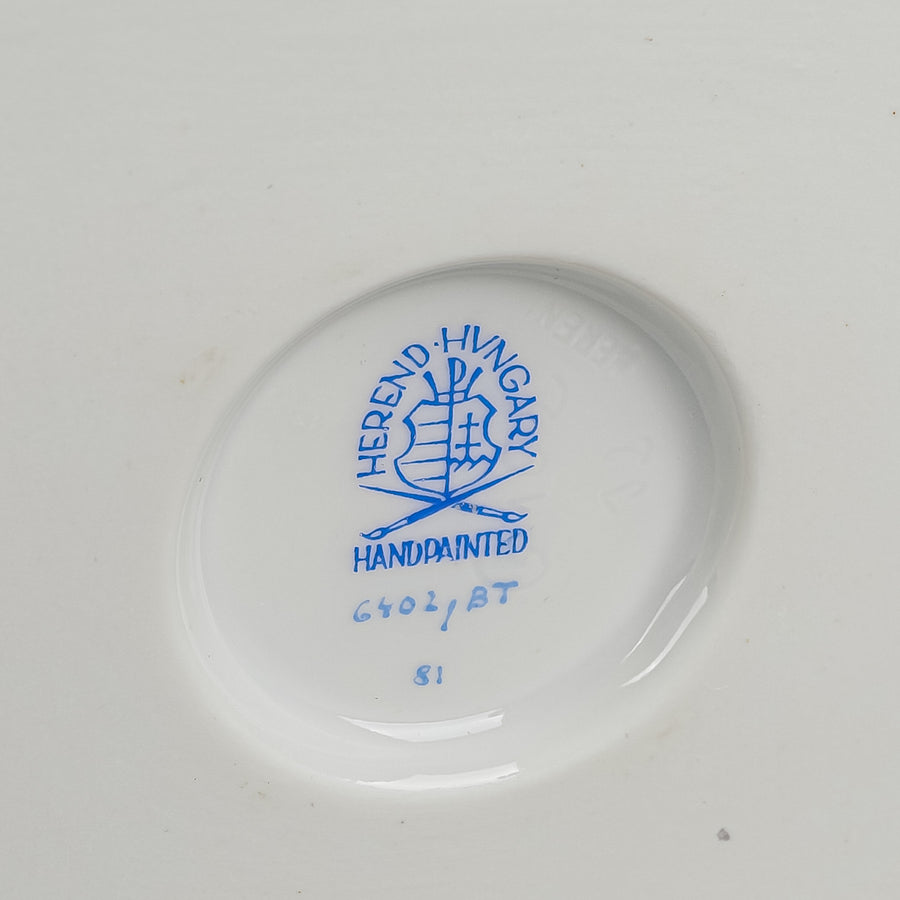 HEREND·HVNGARY
HANDPAINTED
6402/BT
81